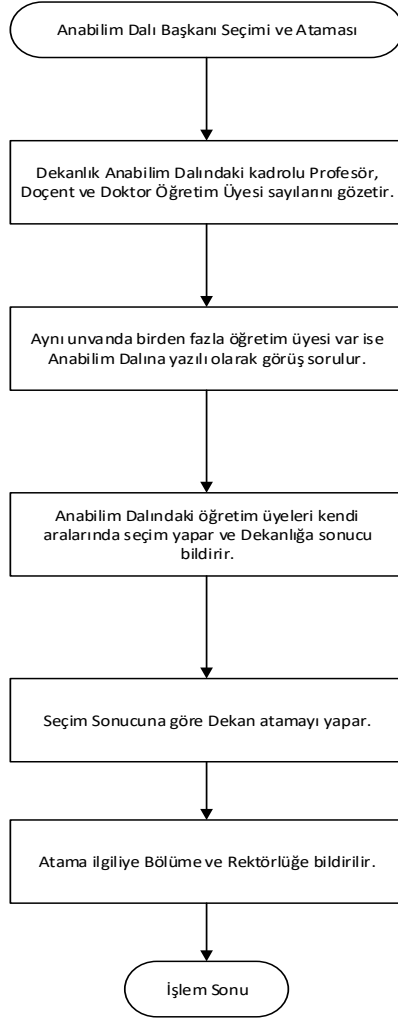 Anabilim Dalı Başkanı Seçimi ve Ataması
Dekanlık Anabilim Dalındaki kadrolu Profesör,
Doçent ve Doktor Öğretim Üyesi sayılarını gözetir.
Aynı unvanda birden fazla öğretim üyesi var ise
Anabilim Dalına yazılı olarak görüş sorulur.
Anabilim Dalındaki öğretim üyeleri kendi
aralarında seçim yapar ve Dekanlığa sonucu
bildirir.
Seçim Sonucuna göre Dekan atamayı yapar.
Atama ilgiliye Bölüme ve Rektörlüğe bildirilir.
İşlem Sonu